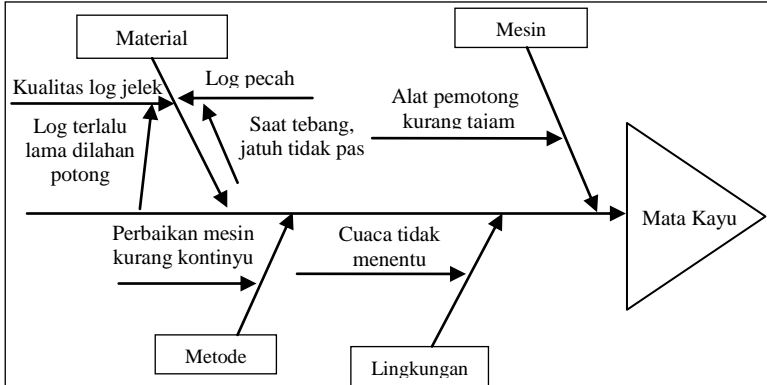 Material
Mesin
Kualitas log jelek
Log pecah
Log terlalu
lama dilahan
potong
Saat tebang,
jatuh tidak pas
Alat pemotong
kurang tajam
Mata Kayu
Perbaikan mesin
kurang kontinyu
Cuaca tidak
menentu
Metode
Lingkungan